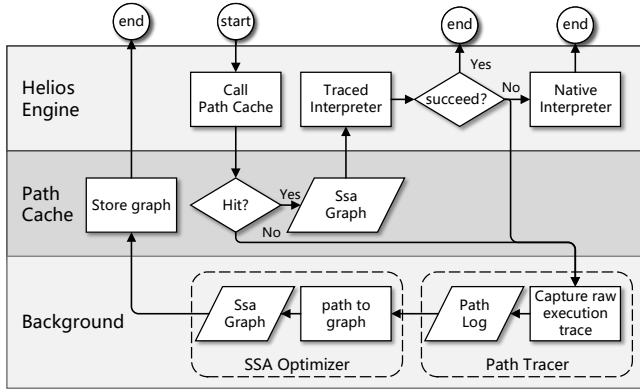 end
start
end
end
Helios
Engine
Call
Path Cache
Traced
Interpreter
succeed?
Yes
No
Native
Interpreter
Path
Cache
Store graph
Hit?
Yes
No
Ssa
Graph
Background
Ssa
Graph
path to
graph
SSA Optimizer
Path
Log
Capture raw
execution
trace
Path Tracer